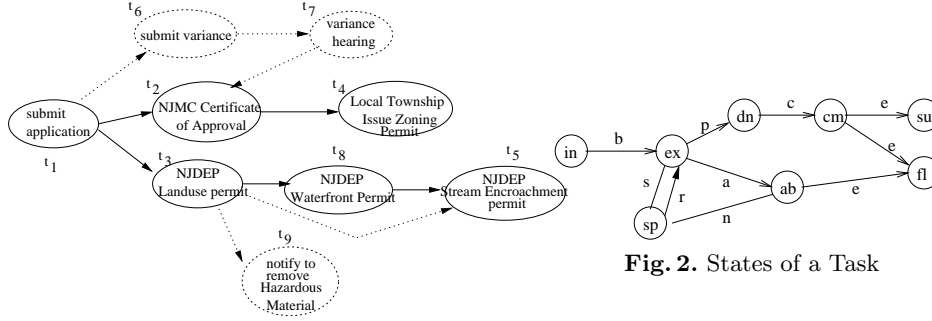 t6
submit variance
t7
variance
hearing
submit
application
t1
t2
NJMC Certificate
of Approval
t4
Local Township
Issue Zoning
Permit
t3
NJDEP
Landuse permit
t8
NJDEP
Waterfront Permit
t5
NJDEP
Stream Encroachment
permit
t9
notify to
remove
Hazardous
Material
in
b
ex
p
dn
c
cm
e
su
e
fl
s
r
a
ab
e
n
sp
Fig. 2. States of a Task